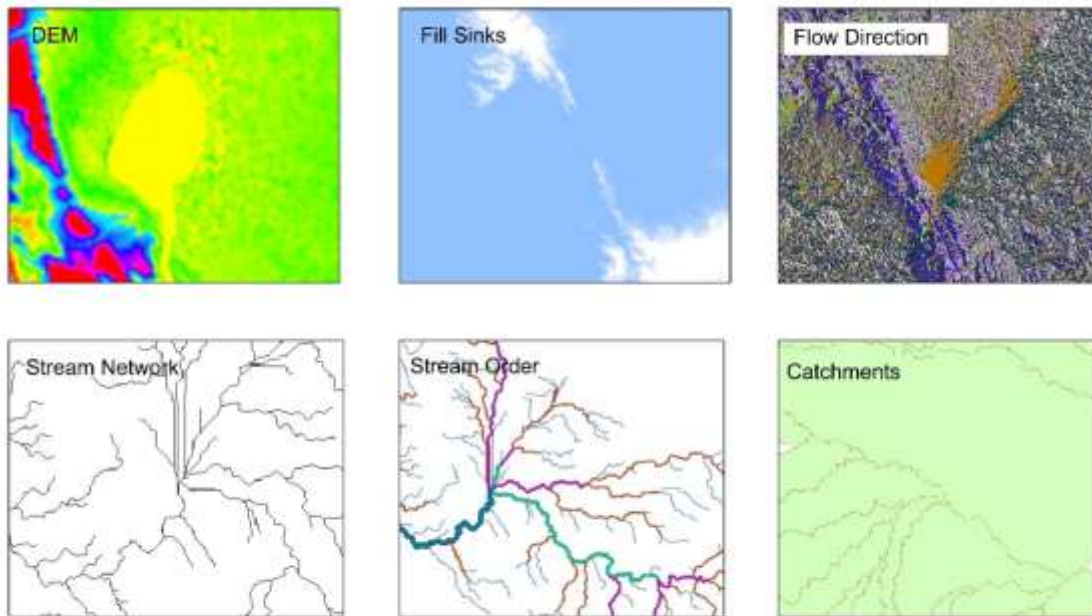 DEM
Fill Sinks
Flow Direction
Stream Network
Stream Order
Catchments